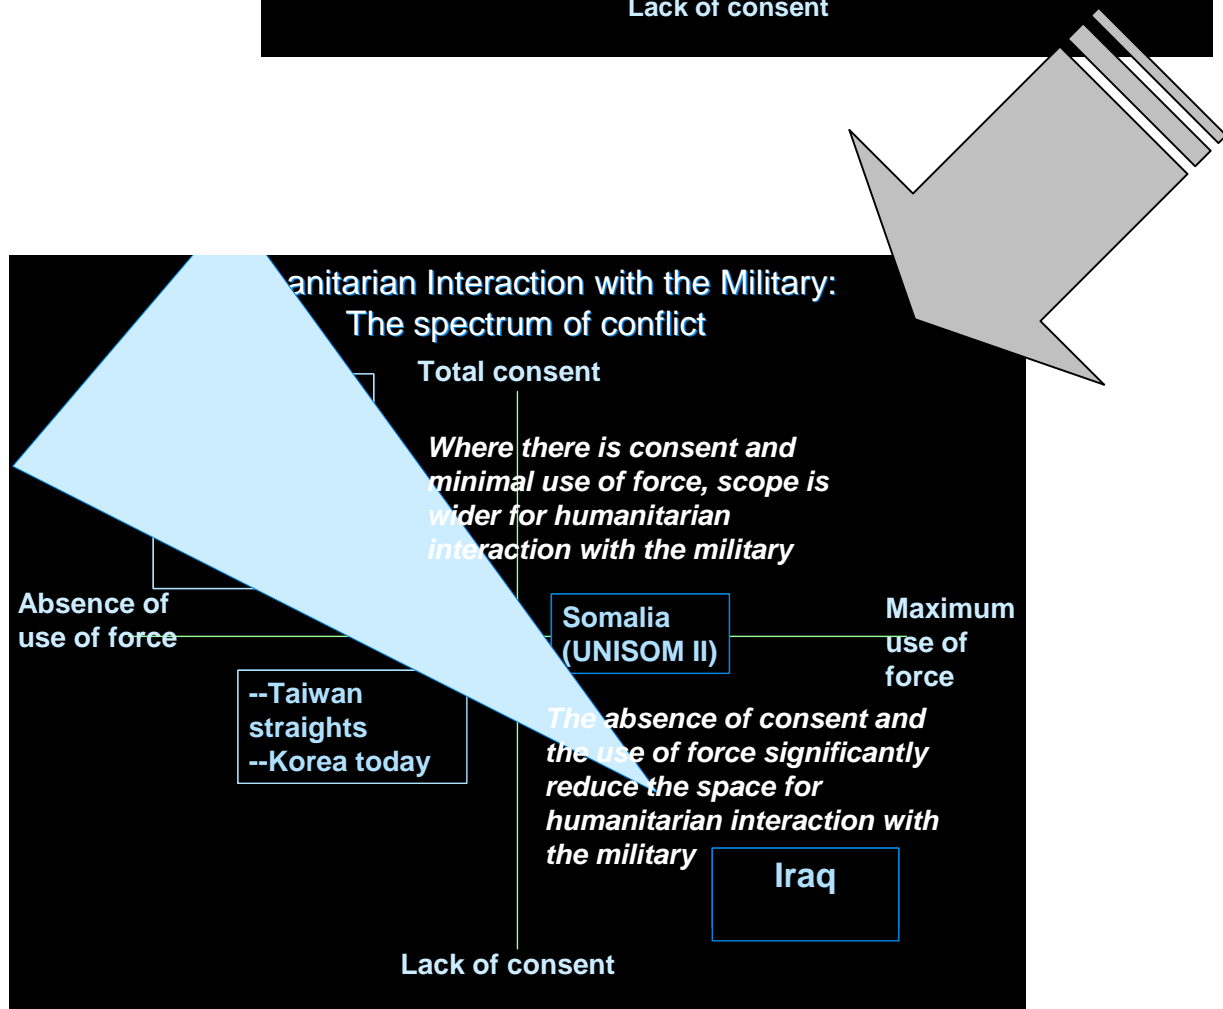 Lack of consent
anitarian Interaction with the Military:
The spectrum of conflict
Total consent
Where there is consent and
minimal use of force, scope is
wider for humanitarian
interaction with the military
Absence of
use of force
Somalia
(UNISOM II)
Maximum
use of
force
--Taiwan
straights
--Korea today
The absence of consent and
the use of force significantly
reduce the space for
humanitarian interaction with
the military
Iraq
Lack of consent